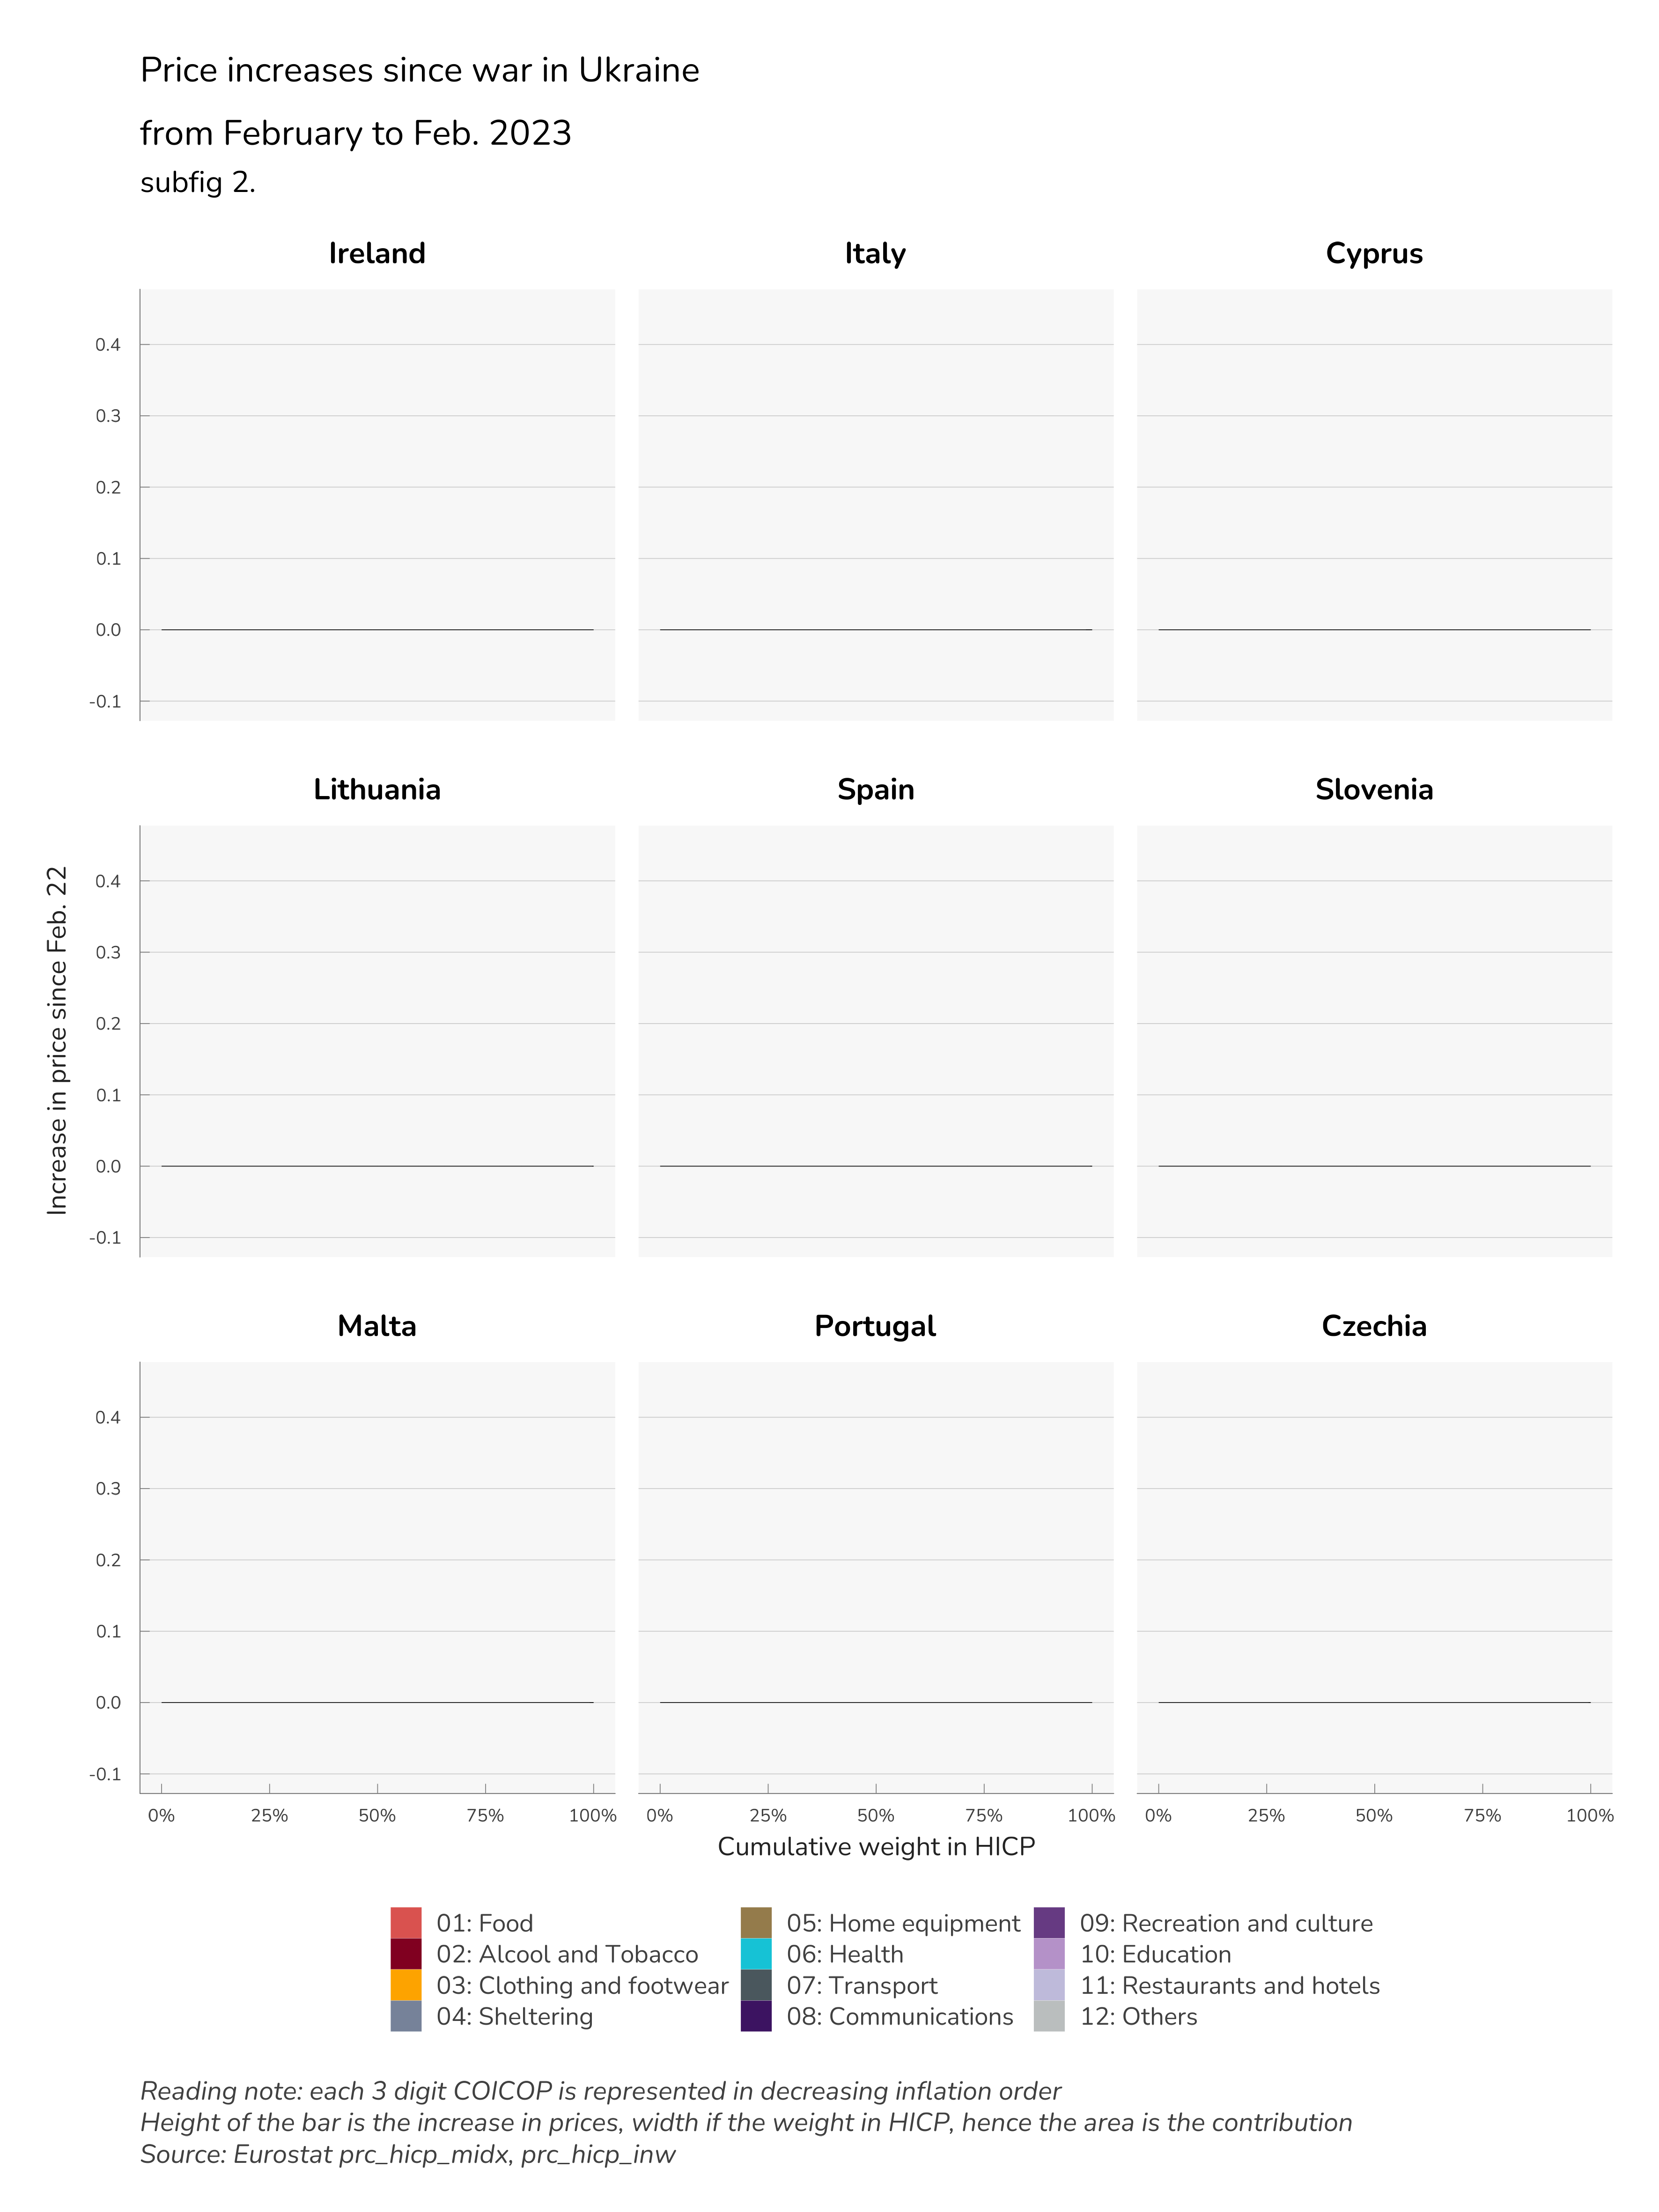 Price increases since war in Ukraine
from February to Feb. 2023
subfig 2.
Ireland
Italy
Cyprus
0.4
0.3
0.2
0.1
0.0
-0.1
Lithuania
Spain
Slovenia
0.4
0.3
0.2
0.1
0.0
-0.1
Increase in price since Feb. 22
Malta
Portugal
Czechia
0.4
0.3
0.2
0.1
0.0
-0.1
0% 25% 50% 75% 100%
0% 25% 50% 75% 100%
0% 25% 50% 75% 100%
Cumulative weight in HICP
01: Food
02: Alcool and Tobacco
03: Clothing and footwear
04: Sheltering
05: Home equipment
06: Health
07: Transport
08: Communications
09: Recreation and culture
10: Education
11: Restaurants and hotels
12: Others
Reading note: each 3 digit COICOP is represented in decreasing inflation order
Height of the bar is the increase in prices, width if the weight in HICP, hence the area is the contribution
Source: Eurostat prc_hicp_midx, prc_hicp_inw